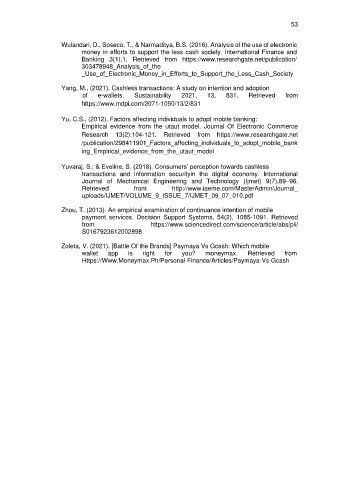 53
Wulandari, D., Soseco, T., & Narmaditya, B.S. (2016). Analysis of the use of electronic
money in efforts to support the less cash society. International Finance and
Banking 3(1),1. Retrieved from https://www.researchgate.net/publication/
303478948_Analysis_of_the
_Use_of_Electronic_Money_in_Efforts_to_Support_the_Less_Cash_Society
Yang, M., (2021). Cashless transactions: A study on intention and adoption
of e-wallets. Sustainability 2021, 13, 831. Retrieved from
https://www.mdpi.com/2071-1050/13/2/831
Yu, C.S., (2012). Factors affecting individuals to adopt mobile banking:
Empirical evidence from the utaut model. Journal Of Electronic Commerce
Research 13(2):104-121. Retrieved from https://www.researchgate.net
/publication/298411901_Factors_affecting_individuals_to_adopt_mobile_bank
ing_Empirical_evidence_from_the_utaut_model
Yuvaraj, S., & Eveline, S. (2018). Consumers' perception towards cashless
transactions and information securityin the digital economy. International
Journal of Mechanical Engineering and Technology (Ijmet) 9(7),89–96.
Retrieved from http://www.iaeme.com/MasterAdmin/Journal_
uploads/IJMET/VOLUME_9_ISSUE_7/IJMET_09_07_010.pdf
Zhou, T. (2013). An empirical examination of continuance intention of mobile
payment services. Decision Support Systems, 54(2), 1085-1091. Retrieved
from https://www.sciencedirect.com/science/article/abs/pii/
S0167923612002898
Zoleta, V. (2021). [Battle Of the Brands] Paymaya Vs Gcash: Which mobile
wallet app is right for you? moneymax. Retrieved from
Https://Www.Moneymax.Ph/Personal-Finance/Articles/Paymaya-Vs-Gcash